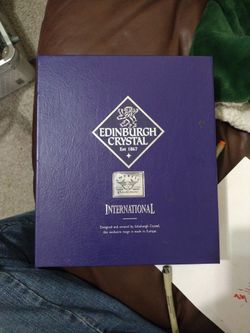 EDINBURGH
CRYSTAL
Est 1867
INTERNATIONAL
Designed and created by Edinburgh Crystal,
this exclusive range is made in Europe.